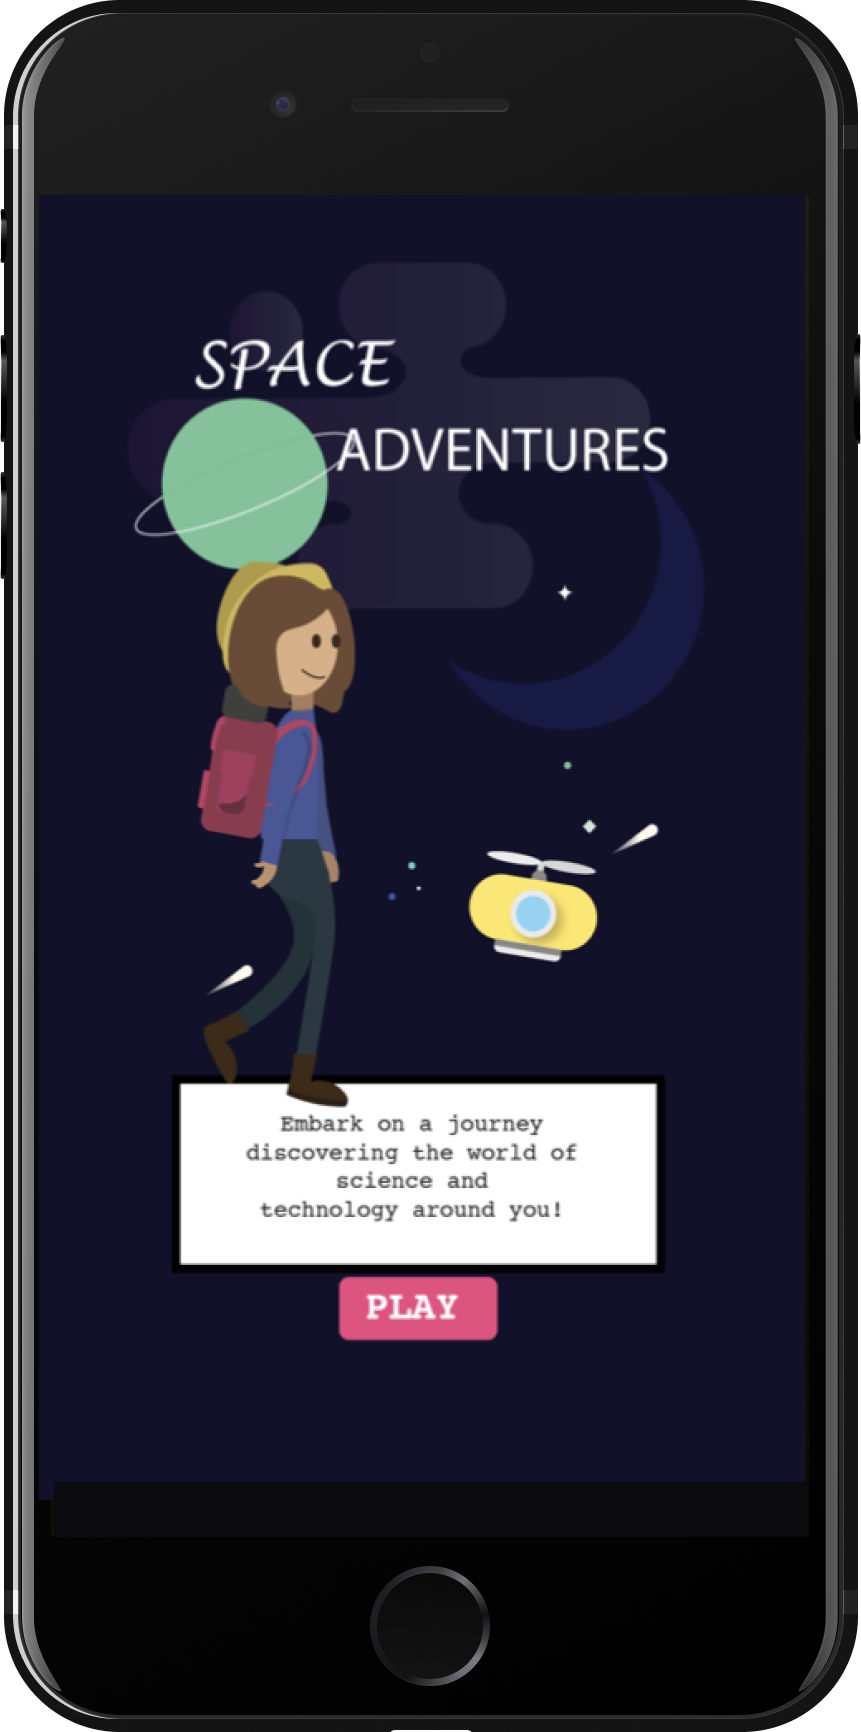 SPACE
ADVENTURES
Embark on a journey
discovering the world of
science and
technology around you!
PLAY